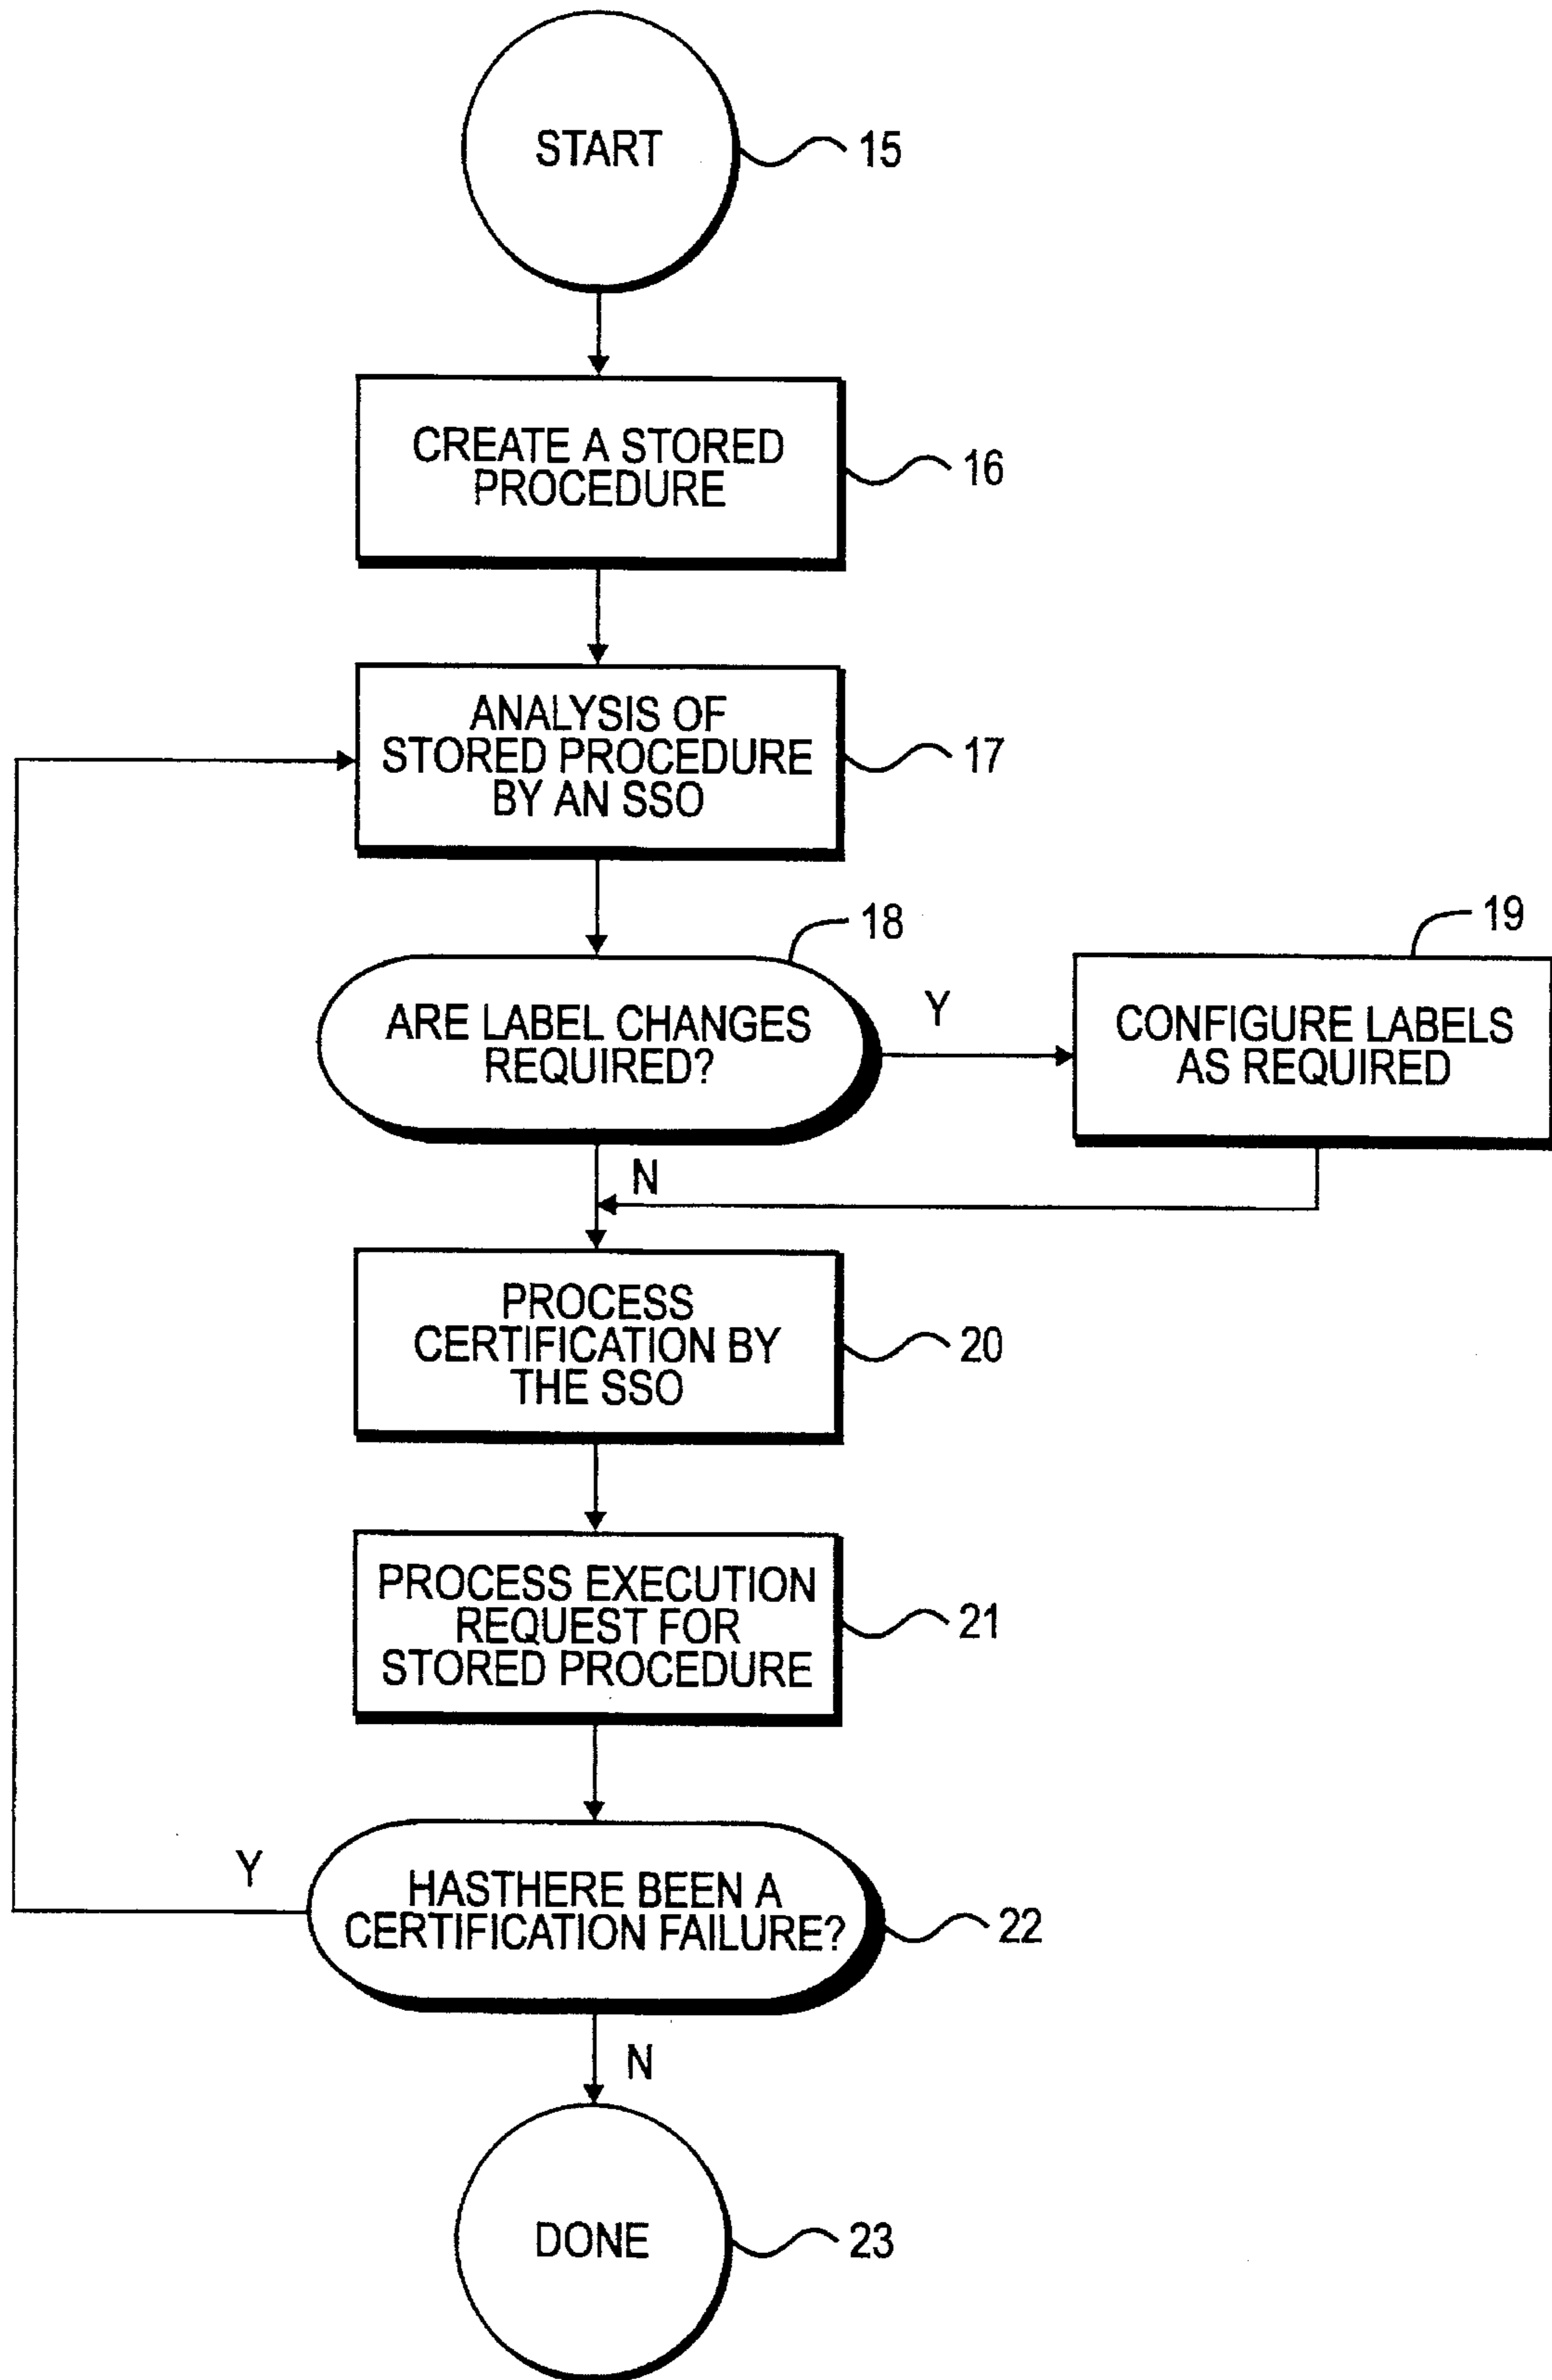 START
15
CREATE A STORED
PROCEDURE
16
ANALYSIS OF
STORED PROCEDURE
BY AN SSO
17
18
ARE LABEL CHANGES
REQUIRED?
Y
19
CONFIGURE LABELS
AS REQUIRED
N
PROCESS
CERTIFICATION BY
THE SSO
20
PROCESS EXECUTION
REQUEST FOR
STORED PROCEDURE
21
Y
HASTHERE BEEN A
CERTIFICATION FAILURE?
22
N
DONE
23